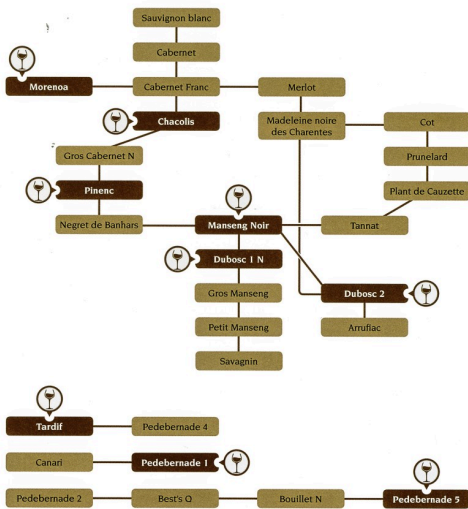 Sauvignon blanc
Cabernet
Morenoa
Cabernet Franc
Merlot
Chacolis
Madeleine noire
des Charentes
Cot
Gros Cabernet N
Prunelard
Pinenc
Plant de Cauzette
Negret de Banhars
Manseng Noir
Tannat
Dubosc 1 N
Gros Manseng
Dubosc 2
Petit Manseng
Arrufiac
Savagnin
Tardif
Pedebernade 4
Canari
Pedebernade 1
Pedebernade 2
Best's Q
Bouillet N
Pedebernade 5